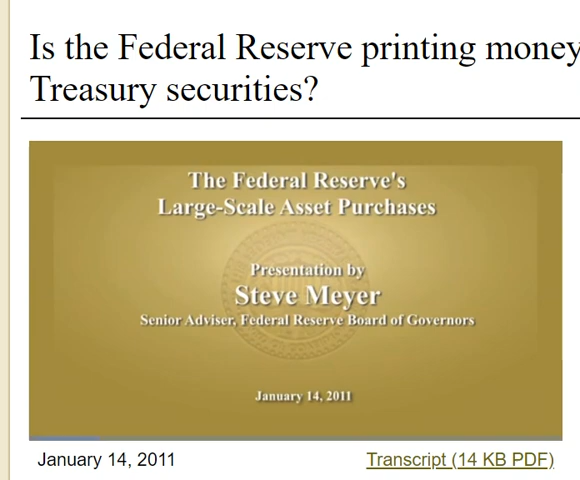 Is the Federal Reserve printing money
Treasury securities?
The Federal Reserve's
Large-Scale Asset Purchases
Presentation by
Steve Meyer
Senior Adviser, Federal Reserve Board of Governors
January 14, 2011
January 14, 2011 Transcript (14 KB PDF)